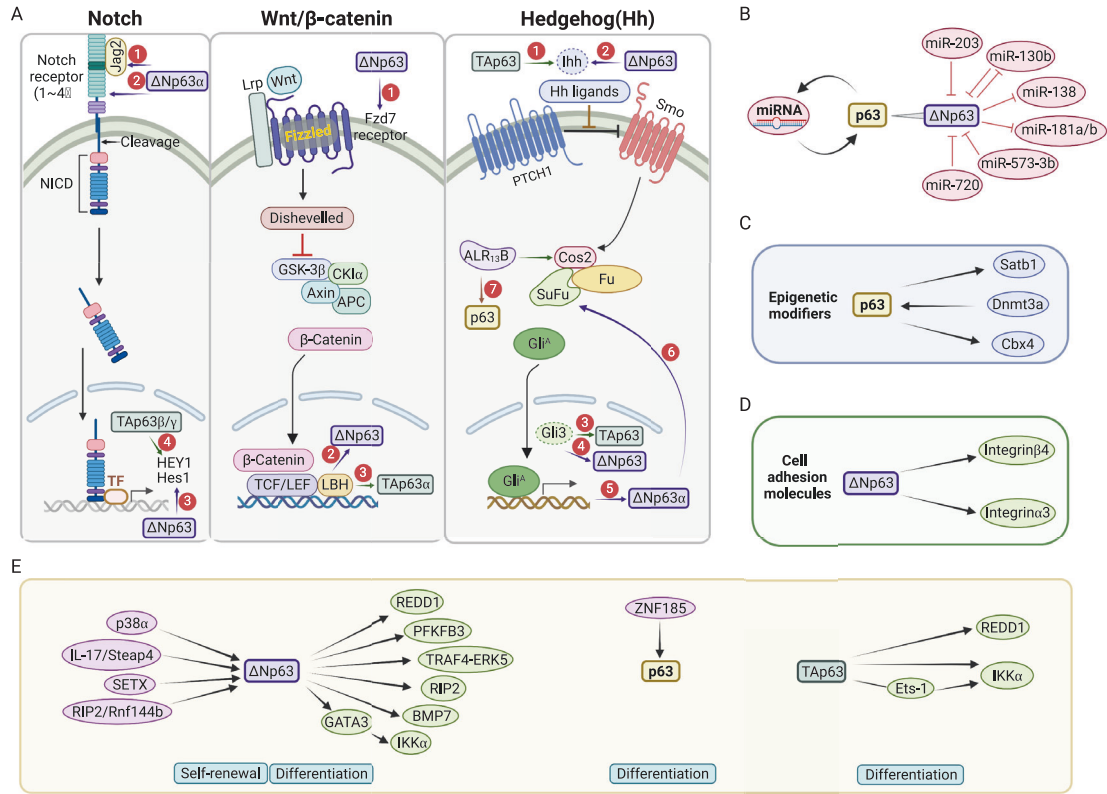 A
Notch
Jag2
1
2
ΔNp63α
Notch
receptor
(1~4
Cleavage
NICD
TAp63β/γ
4
HEY1
Hes1
TF
3
ΔNp63
Wnt/β-catenin
Lrp
Wnt
ΔNp63
1
Fzd7
receptor
Fizzled
Dishevelled
GSK-3β
CKIα
Axin
APC
β-Catenin
β-Catenin
ΔNp63
2
3
TCF/LEF
LBH
TAp63α
Hedgehog(Hh)
TAp63
1
Ihh
2
ΔNp63
Hh ligands
Smo
PTCH1
ALR₁₃B
Cos2
Fu
SuFu
7
p63
Gliᴬ
6
Gli3
3
TAp63
4
ΔNp63
Gliᴬ
5
ΔNp63α
B
miR-203
miR-130b
miR-138
miRNA
p63
ΔNp63
miR-181a/b
miR-573-3b
miR-720
C
Epigenetic
modifiers
p63
Satb1
Dnmt3a
Cbx4
D
Cell
adhesion
molecules
ΔNp63
Integrinβ4
Integrinα3
E
p38α
IL-17/Steap4
SETX
RIP2/Rnf144b
ΔNp63
REDD1
PFKFB3
TRAF4-ERK5
RIP2
BMP7
GATA3
IKKα
Self-renewal
Differentiation
ZNF185
p63
Differentiation
TAp63
REDD1
IKKα
Ets-1
Differentiation